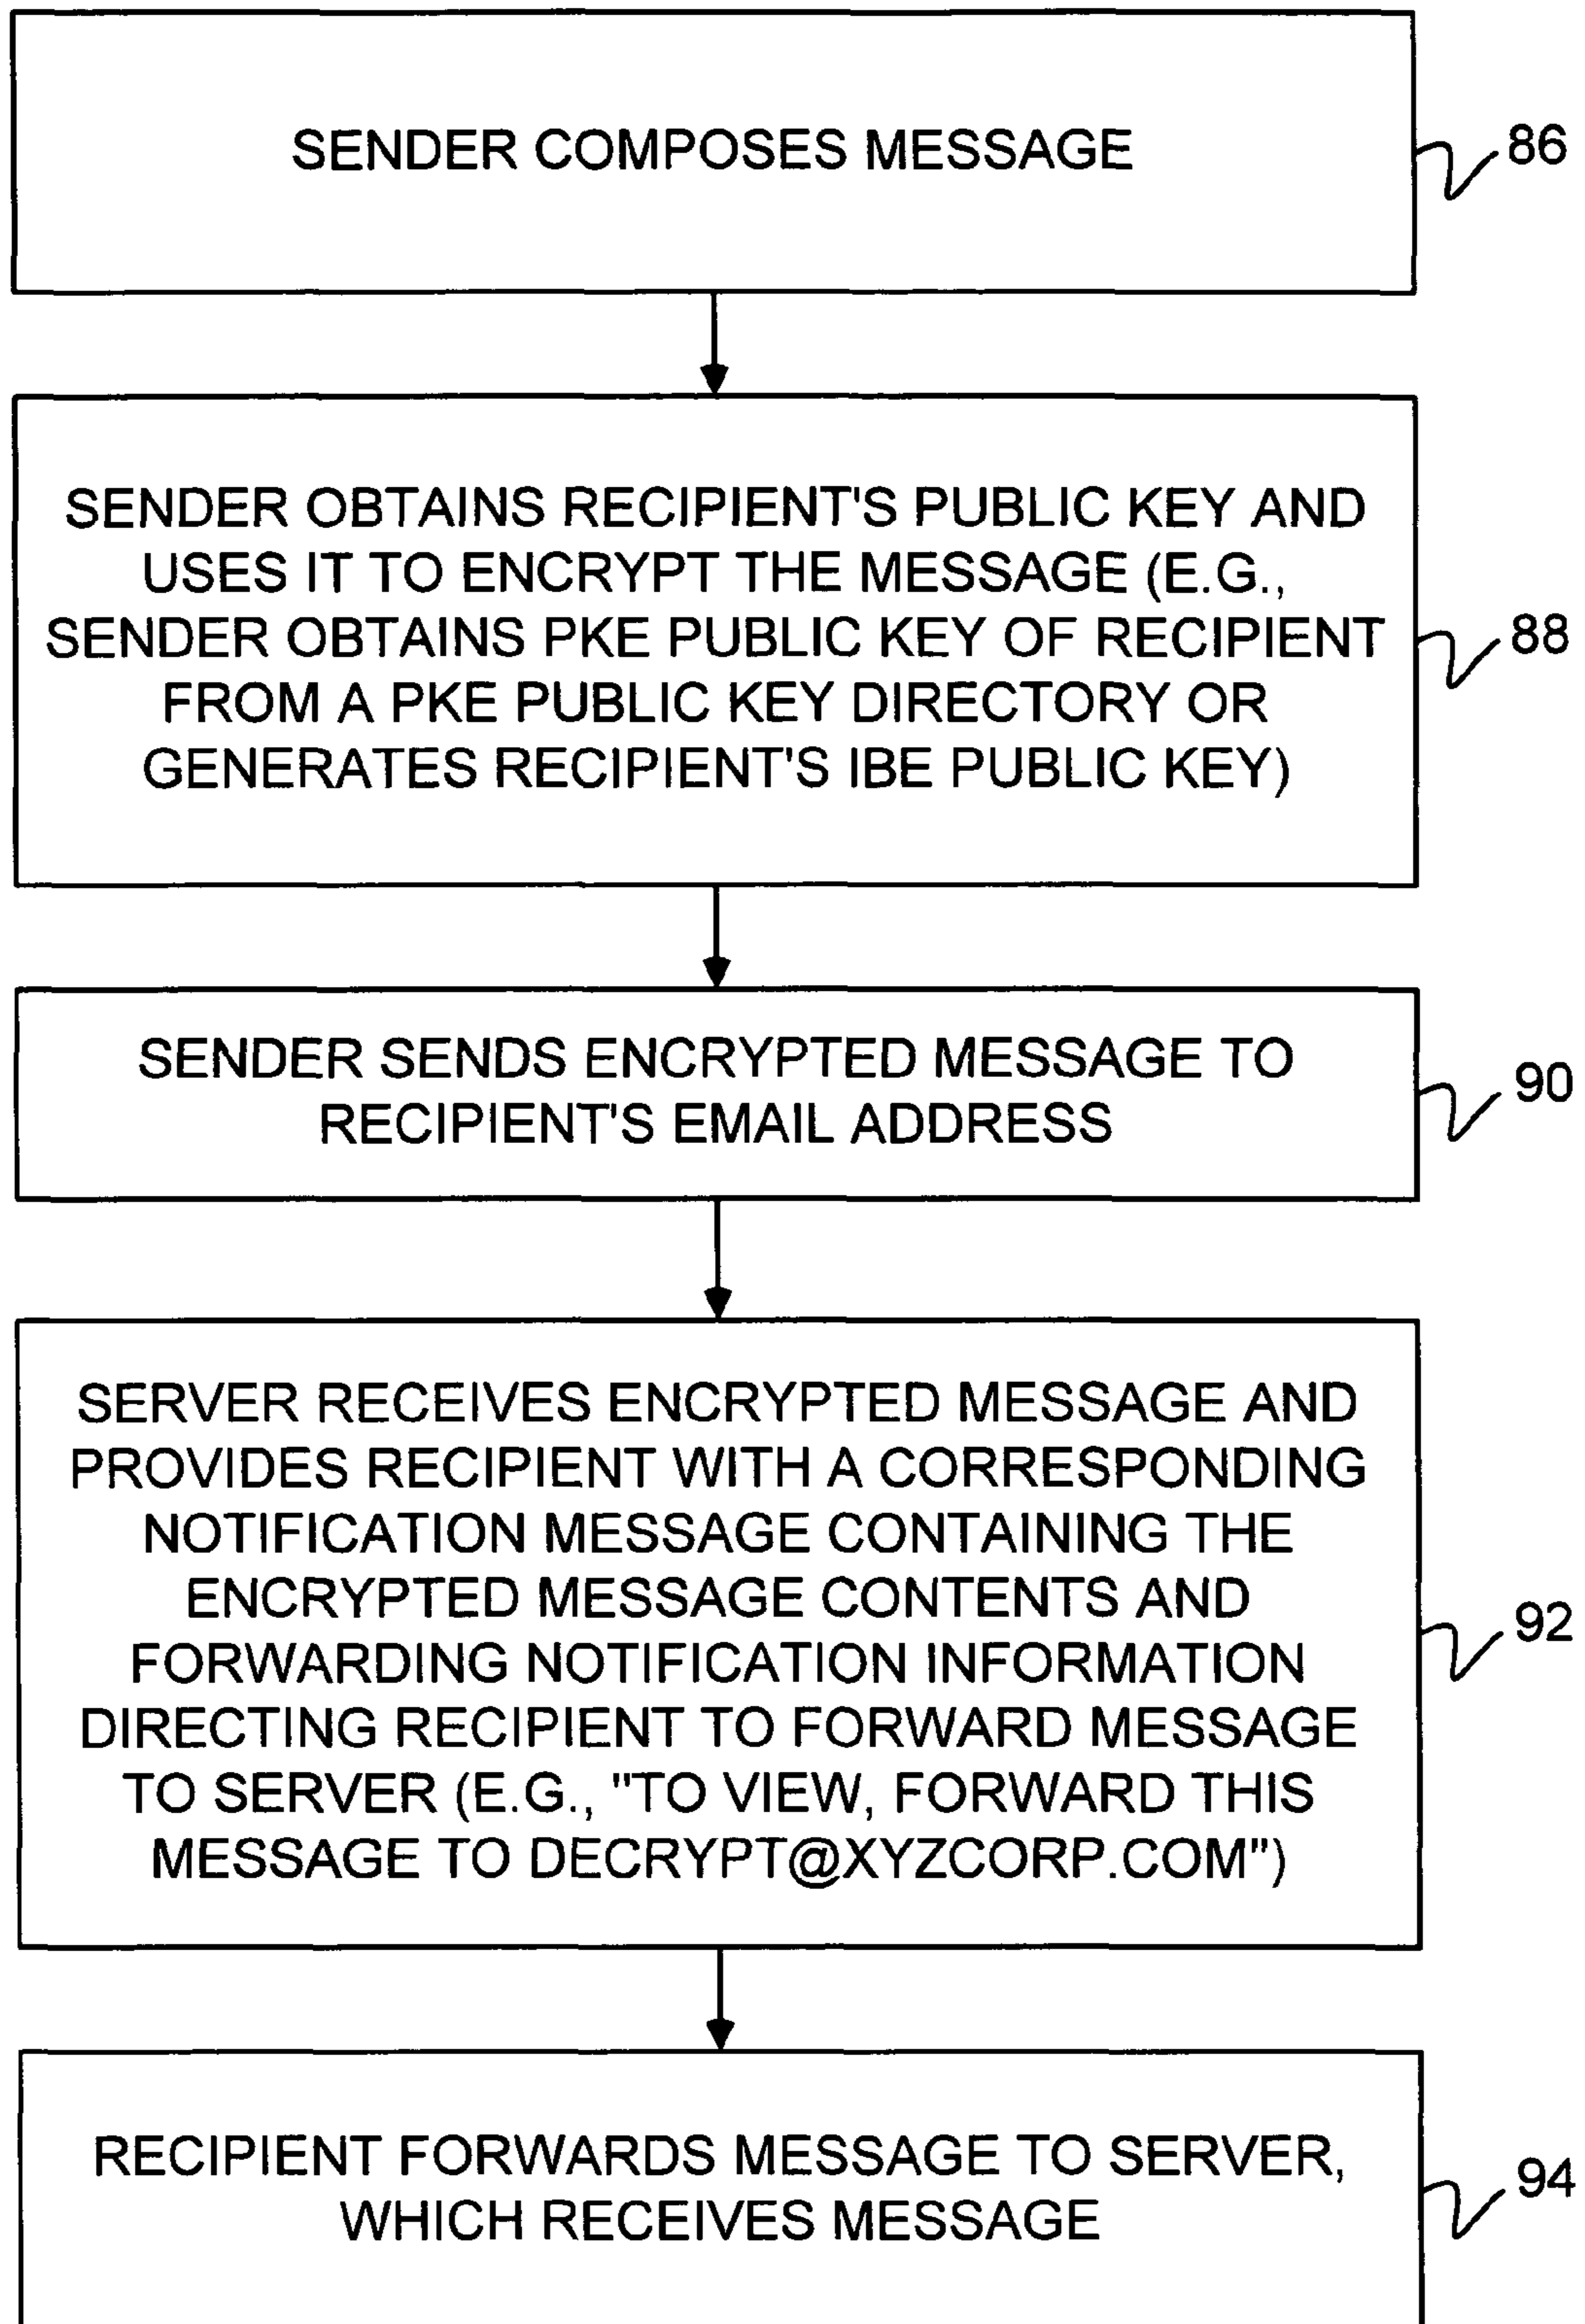 SENDER COMPOSES MESSAGE
86
SENDER OBTAINS RECIPIENT'S PUBLIC KEY AND
USES IT TO ENCRYPT THE MESSAGE (E.G.,
SENDER OBTAINS PKE PUBLIC KEY OF RECIPIENT
FROM A PKE PUBLIC KEY DIRECTORY OR
GENERATES RECIPIENT'S IBE PUBLIC KEY)
88
SENDER SENDS ENCRYPTED MESSAGE TO
RECIPIENT'S EMAIL ADDRESS
90
SERVER RECEIVES ENCRYPTED MESSAGE AND
PROVIDES RECIPIENT WITH A CORRESPONDING
NOTIFICATION MESSAGE CONTAINING THE
ENCRYPTED MESSAGE CONTENTS AND
FORWARDING NOTIFICATION INFORMATION
DIRECTING RECIPIENT TO FORWARD MESSAGE
TO SERVER (E.G., "TO VIEW, FORWARD THIS
MESSAGE TO DECRYPT@XYZCORP.COM")
92
RECIPIENT FORWARDS MESSAGE TO SERVER,
WHICH RECEIVES MESSAGE
94